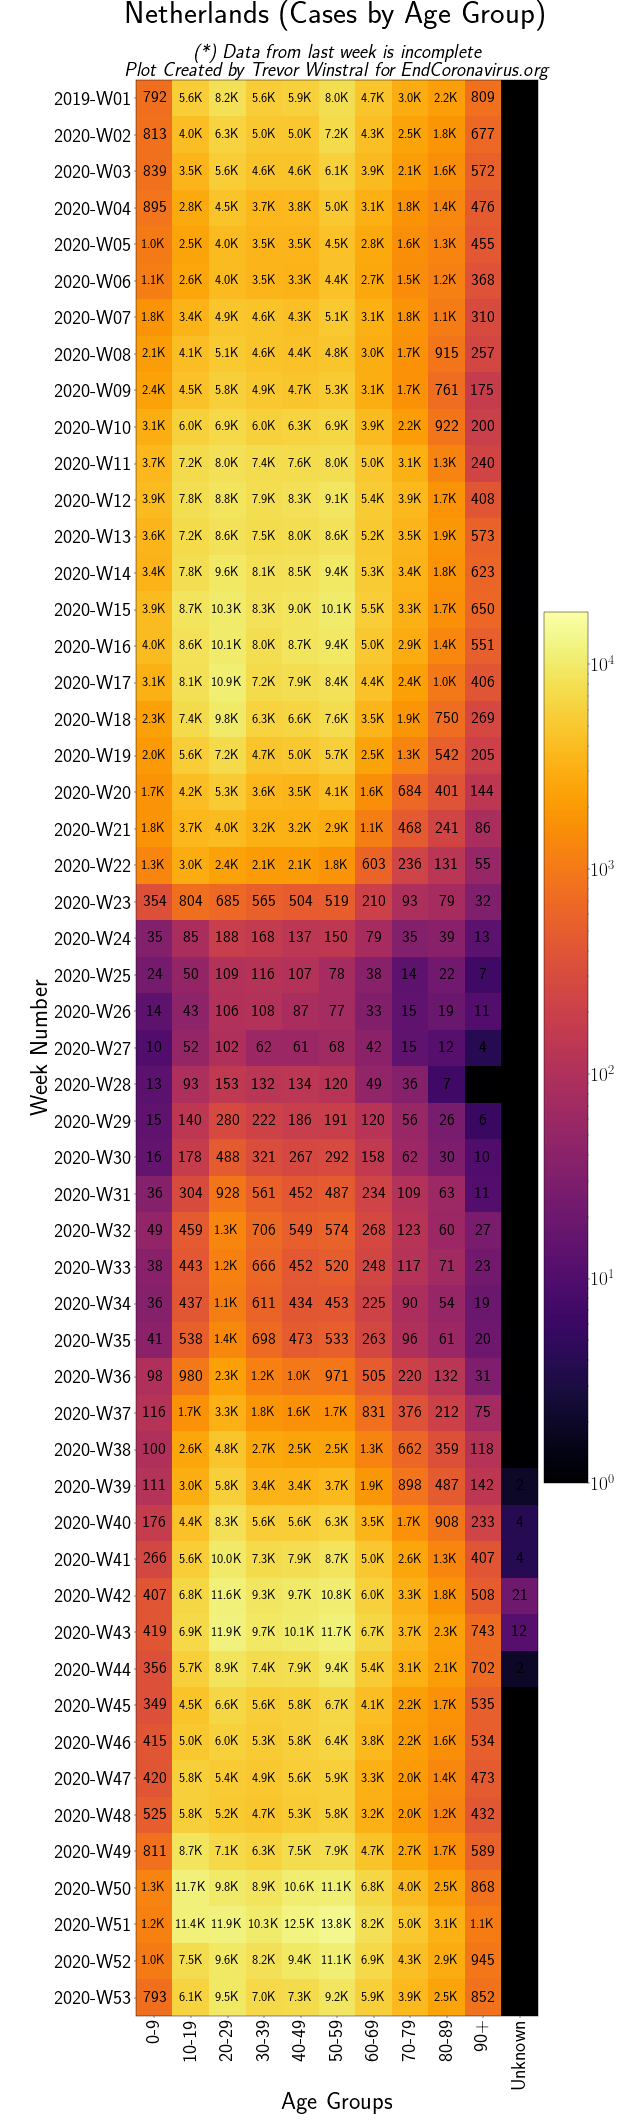 Netherlands (Cases by Age Group)
(*) Data from last week is incomplete
Plot Created by Trevor Winstral for EndCoronavirus.org
2019-W01 792 5.6K 8.2K 5.6K 5.9K 8.0K 4.7K 3.0K 2.2K 809
2020-W02 813 4.0K 6.3K 5.0K 5.0K 7.2K 4.3K 2.5K 1.8K 677
2020-W03 839 3.5K 5.6K 4.6K 4.6K 6.1K 3.9K 2.1K 1.6K 572
2020-W04 895 2.8K 4.5K 3.7K 3.8K 5.0K 3.1K 1.8K 1.4K 476
2020-W05 1.0K 2.5K 4.0K 3.5K 3.5K 4.5K 2.8K 1.6K 1.3K 455
2020-W06 1.1K 2.6K 4.0K 3.5K 3.3K 4.4K 2.7K 1.5K 1.2K 368
2020-W07 1.8K 3.4K 4.9K 4.6K 4.3K 5.1K 3.1K 1.8K 1.1K 310
2020-W08 2.1K 4.1K 5.1K 4.6K 4.4K 4.8K 3.0K 1.7K 915 257
2020-W09 2.4K 4.5K 5.8K 4.9K 4.7K 5.3K 3.1K 1.7K 761 175
2020-W10 3.1K 6.0K 6.9K 6.0K 6.3K 6.9K 3.9K 2.2K 922 200
2020-W11 3.7K 7.2K 8.0K 7.4K 7.6K 8.0K 5.0K 3.1K 1.3K 240
2020-W12 3.9K 7.8K 8.8K 7.9K 8.3K 9.1K 5.4K 3.9K 1.7K 408
2020-W13 3.6K 7.2K 8.6K 7.5K 8.0K 8.6K 5.2K 3.5K 1.9K 573
2020-W14 3.4K 7.8K 9.6K 8.1K 8.5K 9.4K 5.3K 3.4K 1.8K 623
2020-W15 3.9K 8.7K 10.3K 8.3K 9.0K 10.1K 5.5K 3.3K 1.7K 650
2020-W16 4.0K 8.6K 10.1K 8.0K 8.7K 9.4K 5.0K 2.9K 1.4K 551
2020-W17 3.1K 8.1K 10.9K 7.2K 7.9K 8.4K 4.4K 2.4K 1.0K 406
2020-W18 2.3K 7.4K 9.8K 6.3K 6.6K 7.6K 3.5K 1.9K 750 269
2020-W19 2.0K 5.6K 7.2K 4.7K 5.0K 5.7K 2.5K 1.3K 542 205
2020-W20 1.7K 4.2K 5.3K 3.6K 3.5K 4.1K 1.6K 684 401 144
2020-W21 1.8K 3.7K 4.0K 3.2K 3.2K 2.9K 1.1K 468 241 86
2020-W22 1.3K 3.0K 2.4K 2.1K 2.1K 1.8K 603 236 131 55
2020-W23 354 804 685 565 504 519 210 93 79 32
2020-W24 35 85 188 168 137 150 79 35 39 13
2020-W25 24 50 109 116 107 78 38 14 22 7
2020-W26 14 43 106 108 87 77 33 15 19 11
2020-W27 10 52 102 62 61 68 42 15 12 4
2020-W28 13 93 153 132 134 120 49 36 7
2020-W29 15 140 280 222 186 191 120 56 26 6
2020-W30 16 178 488 321 267 292 158 62 30 10
2020-W31 36 304 928 561 452 487 234 109 63 11
2020-W32 49 459 1.3K 706 549 574 268 123 60 27
2020-W33 38 443 1.2K 666 452 520 248 117 71 23
2020-W34 36 437 1.1K 611 434 453 225 90 54 19
2020-W35 41 538 1.4K 698 473 533 263 96 61 20
2020-W36 98 980 2.3K 1.2K 1.0K 971 505 220 132 31
2020-W37 116 1.7K 3.3K 1.8K 1.6K 1.7K 831 376 212 75
2020-W38 100 2.6K 4.8K 2.7K 2.5K 2.5K 1.3K 662 359 118
2020-W39 111 3.0K 5.8K 3.4K 3.4K 3.7K 1.9K 898 487 142 2
2020-W40 176 4.4K 8.3K 5.6K 5.6K 6.3K 3.5K 1.7K 908 233 4
2020-W41 266 5.6K 10.0K 7.3K 7.9K 8.7K 5.0K 2.6K 1.3K 407 4
2020-W42 407 6.8K 11.6K 9.3K 9.7K 10.8K 6.0K 3.3K 1.8K 508 21
2020-W43 419 6.9K 11.9K 9.7K 10.1K 11.7K 6.7K 3.7K 2.3K 743 12
2020-W44 356 5.7K 8.9K 7.4K 7.9K 9.4K 5.4K 3.1K 2.1K 702 2
2020-W45 349 4.5K 6.6K 5.6K 5.8K 6.7K 4.1K 2.2K 1.7K 535
2020-W46 415 5.0K 6.0K 5.3K 5.8K 6.4K 3.8K 2.2K 1.6K 534
2020-W47 420 5.8K 5.4K 4.9K 5.6K 5.9K 3.3K 2.0K 1.4K 473
2020-W48 525 5.8K 5.2K 4.7K 5.3K 5.8K 3.2K 2.0K 1.2K 432
2020-W49 811 8.7K 7.1K 6.3K 7.5K 7.9K 4.7K 2.7K 1.7K 589
2020-W50 1.3K 11.7K 9.8K 8.9K 10.6K 11.1K 6.8K 4.0K 2.5K 868
2020-W51 1.2K 11.4K 11.9K 10.3K 12.5K 13.8K 8.2K 5.0K 3.1K 1.1K
2020-W52 1.0K 7.5K 9.6K 8.2K 9.4K 11.1K 6.9K 4.3K 2.9K 945
2020-W53 793 6.1K 9.5K 7.0K 7.3K 9.2K 5.9K 3.9K 2.5K 852
0-9 10-19 20-29 30-39 40-49 50-59 60-69 70-79 80-89 90+ Unknown
Age Groups
Week Number
10⁴
10³
10²
10¹
10⁰